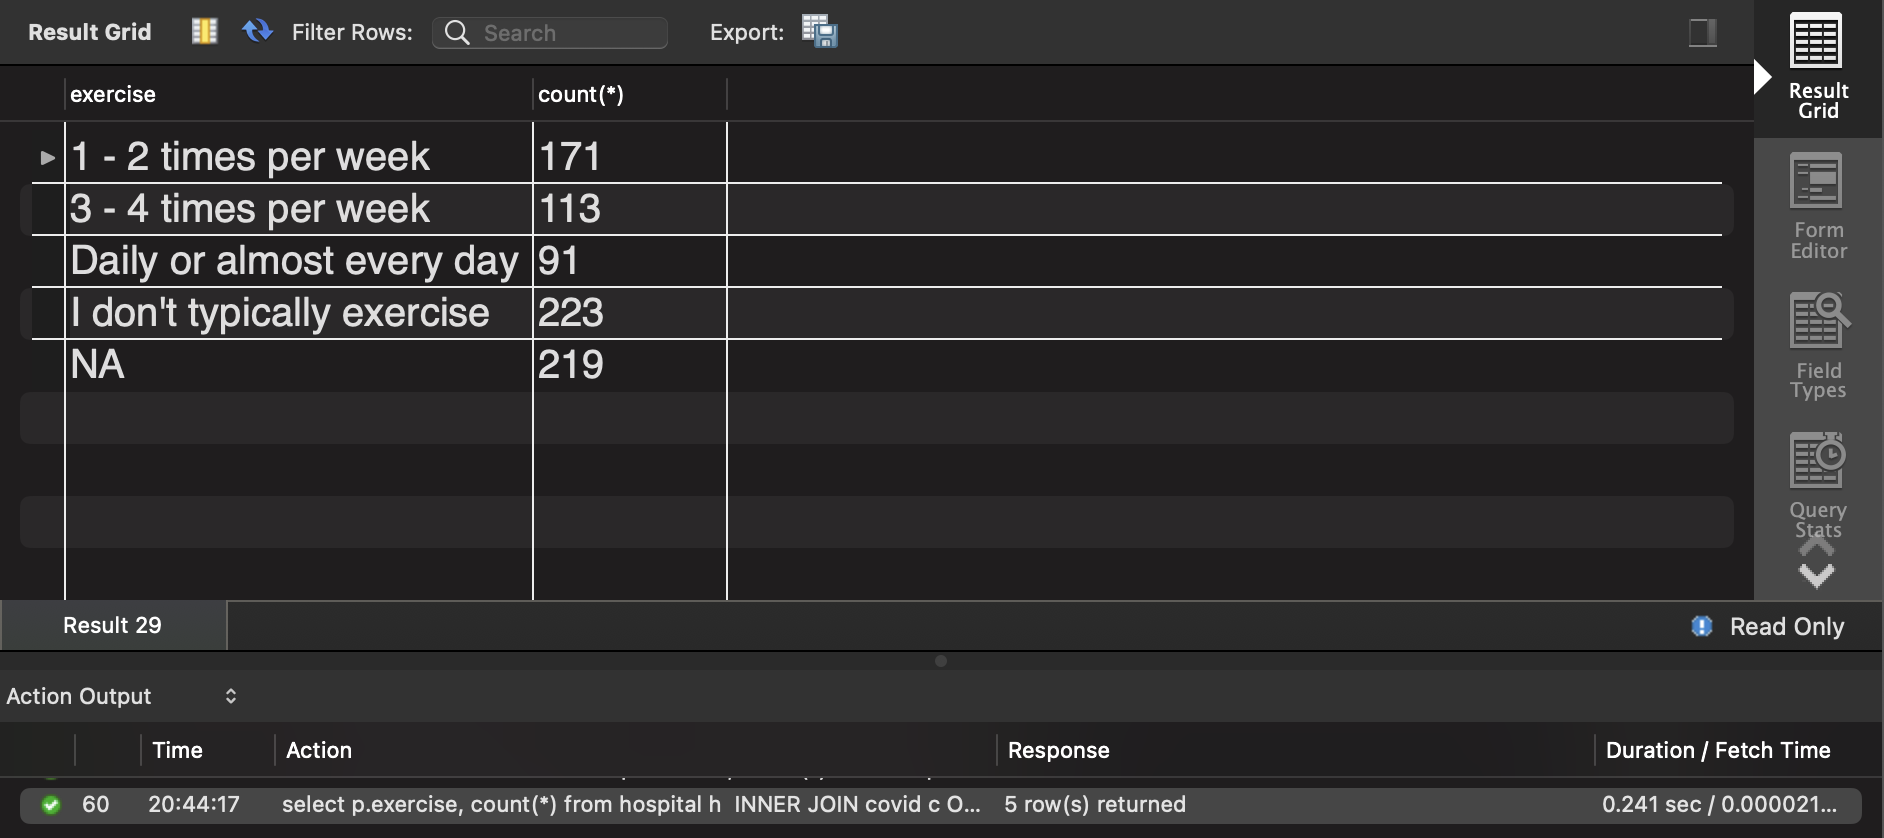 Result Grid Filter Rows: Search Export:
exercise count(*)
1 - 2 times per week 171
3 - 4 times per week 113
Daily or almost every day 91
I don't typically exercise 223
NA 219
Result
Grid
Form
Editor
Field
Types
Query
Stats
Result 29 Read Only
Action Output
Time Action Response Duration / Fetch Time
60 20:44:17 select p.exercise, count(*) from hospital h INNER JOIN covid c O... 5 row(s) returned 0.241 sec / 0.000021...